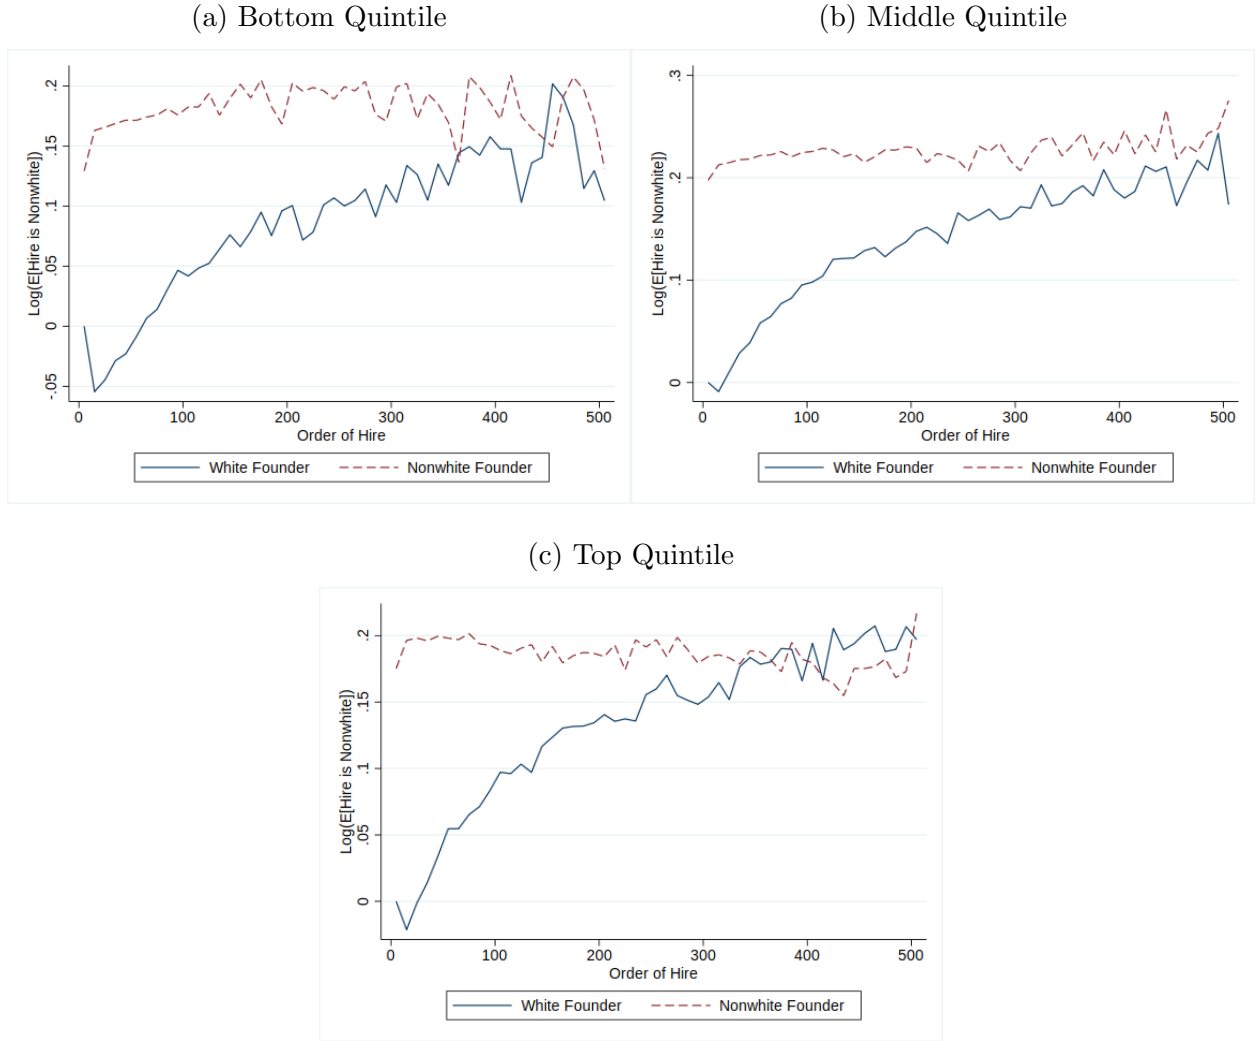 (a) Bottom Quintile
Log(E[Hire is Nonwhite])
.2
.15
.1
.05
0
-.05
0 100 200 300 400 500
Order of Hire
White Founder Nonwhite Founder
(b) Middle Quintile
Log(E[Hire is Nonwhite])
.3
.2
.1
0
0 100 200 300 400 500
Order of Hire
White Founder Nonwhite Founder
(c) Top Quintile
Log(E[Hire is Nonwhite])
.2
.15
.1
.05
0
0 100 200 300 400 500
Order of Hire
White Founder Nonwhite Founder